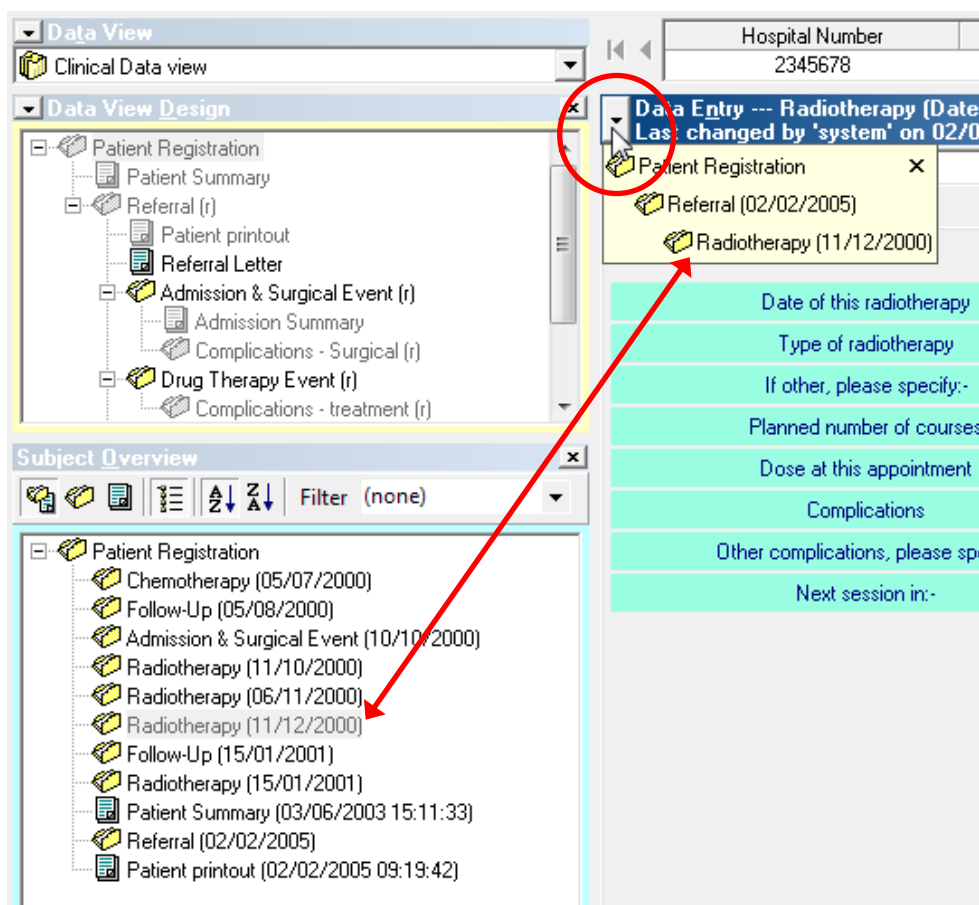 Data View
Clinical Data view
Data View Design
Patient Registration
Patient Summary
Referral (r)
Patient printout
Referral Letter
Admission & Surgical Event (r)
Admission Summary
Complications - Surgical (r)
Drug Therapy Event (r)
Complications - treatment (r)
Subject Overview
Filter (none)
Patient Registration
Chemotherapy (05/07/2000)
Follow-Up (05/08/2000)
Admission & Surgical Event (10/10/2000)
Radiotherapy (11/10/2000)
Radiotherapy (06/11/2000)
Radiotherapy (11/12/2000)
Follow-Up (15/01/2001)
Radiotherapy (15/01/2001)
Patient Summary (03/06/2003 15:11:33)
Referral (02/02/2005)
Patient printout (02/02/2005 09:19:42)
Hospital Number
2345678
Data Entry --- Radiotherapy (Date
Last changed by 'system' on 02/0
Patient Registration
Referral (02/02/2005)
Radiotherapy (11/12/2000)
Date of this radiotherapy
Type of radiotherapy
If other, please specify:-
Planned number of courses
Dose at this appointment
Complications
Other complications, please spe
Next session in:-